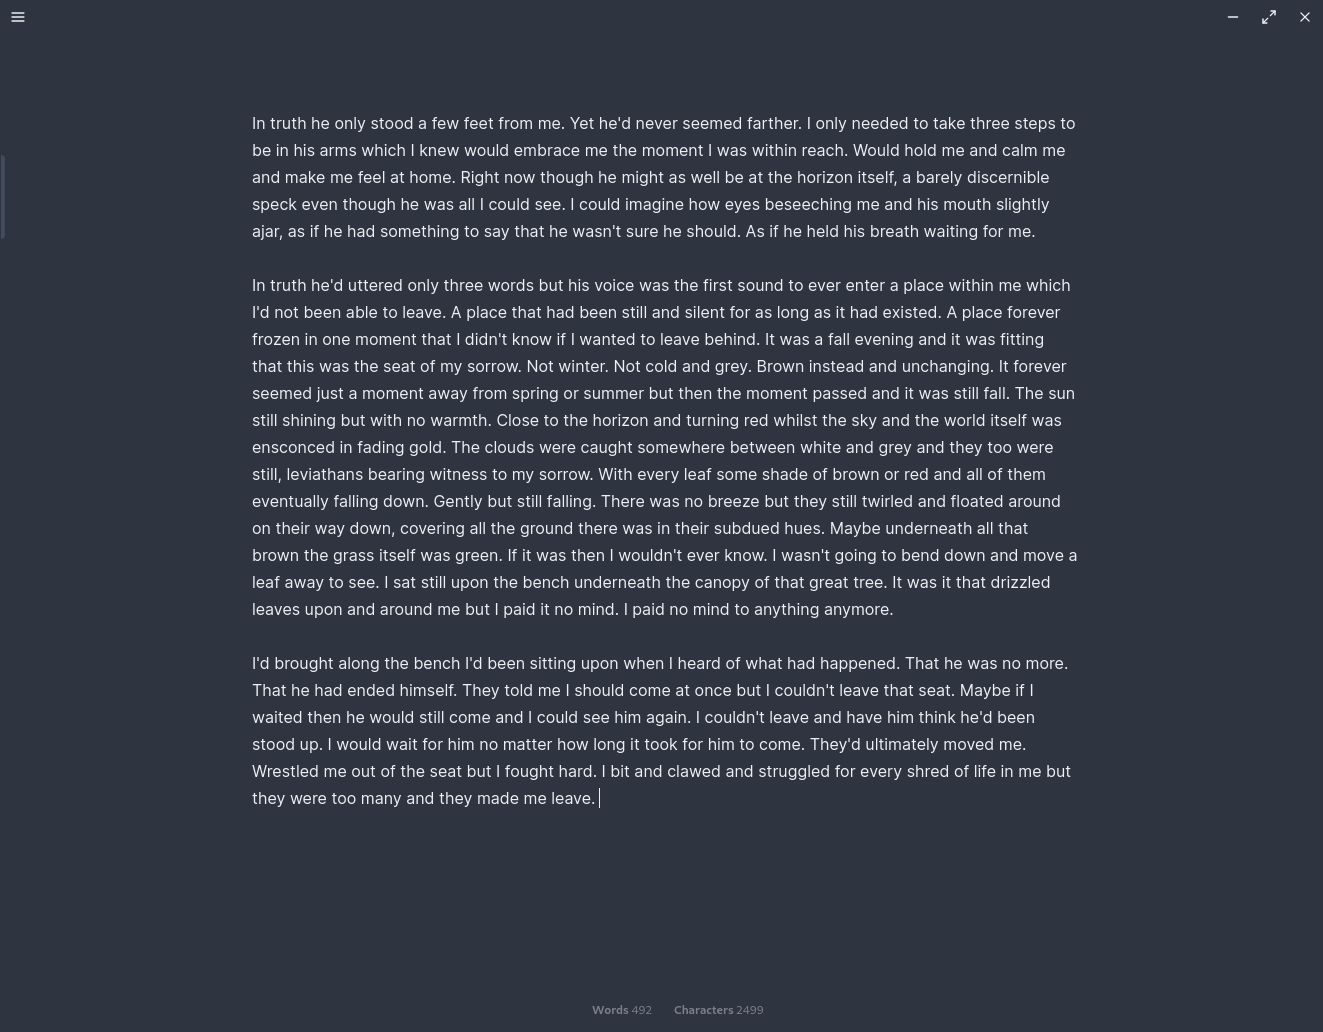 In truth he only stood a few feet from me. Yet he'd never seemed farther. I only needed to take three steps to
be in his arms which I knew would embrace me the moment I was within reach. Would hold me and calm me
and make me feel at home. Right now though he might as well be at the horizon itself, a barely discernible
speck even though he was all I could see. I could imagine how eyes beseeching me and his mouth slightly
ajar, as if he had something to say that he wasn't sure he should. As if he held his breath waiting for me.

In truth he'd uttered only three words but his voice was the first sound to ever enter a place within me which
I'd not been able to leave. A place that had been still and silent for as long as it had existed. A place forever
frozen in one moment that I didn't know if I wanted to leave behind. It was a fall evening and it was fitting
that this was the seat of my sorrow. Not winter. Not cold and grey. Brown instead and unchanging. It forever
seemed just a moment away from spring or summer but then the moment passed and it was still fall. The sun
still shining but with no warmth. Close to the horizon and turning red whilst the sky and the world itself was
ensconced in fading gold. The clouds were caught somewhere between white and grey and they too were
still, leviathans bearing witness to my sorrow. With every leaf some shade of brown or red and all of them
eventually falling down. Gently but still falling. There was no breeze but they still twirled and floated around
on their way down, covering all the ground there was in their subdued hues. Maybe underneath all that
brown the grass itself was green. If it was then I wouldn't ever know. I wasn't going to bend down and move a
leaf away to see. I sat still upon the bench underneath the canopy of that great tree. It was it that drizzled
leaves upon and around me but I paid it no mind. I paid no mind to anything anymore.

I'd brought along the bench I'd been sitting upon when I heard of what had happened. That he was no more.
That he had ended himself. They told me I should come at once but I couldn't leave that seat. Maybe if I
waited then he would still come and I could see him again. I couldn't leave and have him think he'd been
stood up. I would wait for him no matter how long it took for him to come. They'd ultimately moved me.
Wrestled me out of the seat but I fought hard. I bit and clawed and struggled for every shred of life in me but
they were too many and they made me leave.
Words 492 Characters 2499